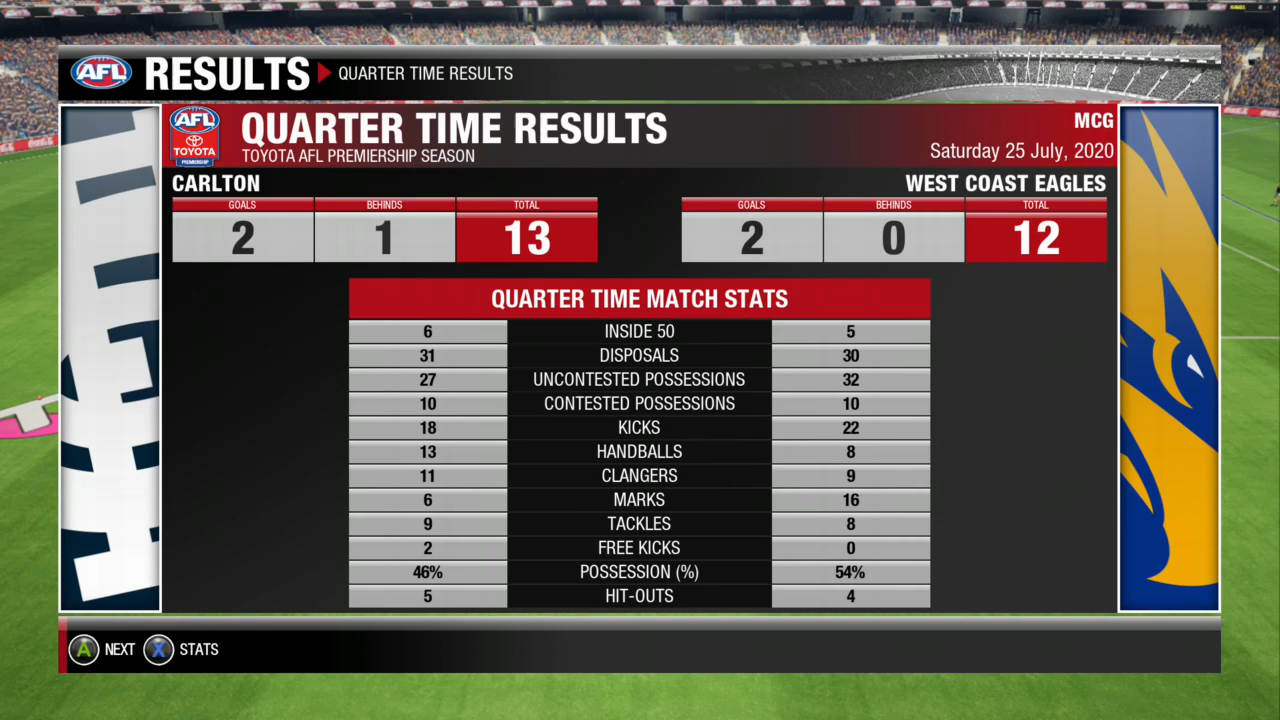 AFL RESULTS QUARTER TIME RESULTS
AFL
TOYOTA
PREMIERSHIP
QUARTER TIME RESULTS
TOYOTA AFL PREMIERSHIP SEASON
MCG
Saturday 25 July, 2020
CARLTON
WEST COAST EAGLES
GOALS BEHINDS TOTAL GOALS BEHINDS TOTAL
2 1 13 2 0 12
QUARTER TIME MATCH STATS
6 INSIDE 50 5
31 DISPOSALS 30
27 UNCONTESTED POSSESSIONS 32
10 CONTESTED POSSESSIONS 10
18 KICKS 22
13 HANDBALLS 8
11 CLANGERS 9
6 MARKS 16
9 TACKLES 8
2 FREE KICKS 0
46% POSSESSION (%) 54%
5 HIT-OUTS 4
A NEXT X STATS